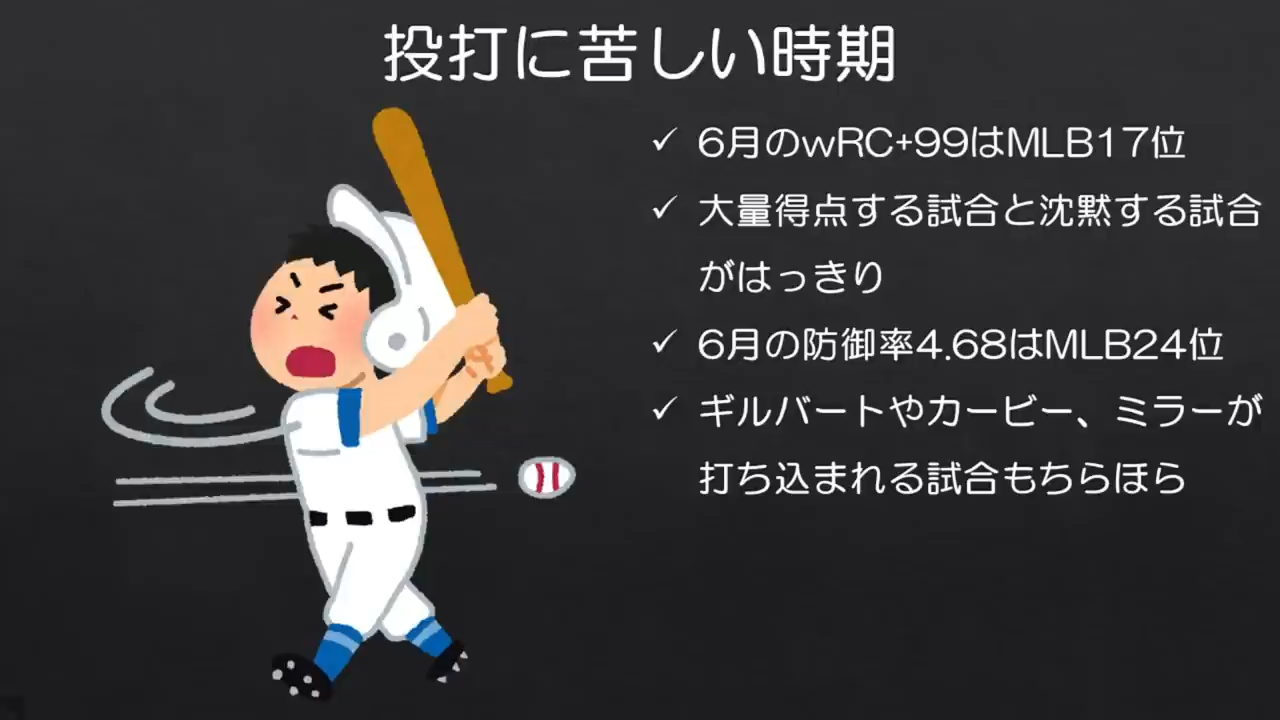 投打に苦しい時期
✓ 6月のwRC+99はMLB17位
✓ 大量得点する試合と沈黙する試合
がはっきり
✓ 6月の防御率4.68はMLB24位
✓ ギルバートやカービー、ミラーが
打ち込まれる試合もちらほら